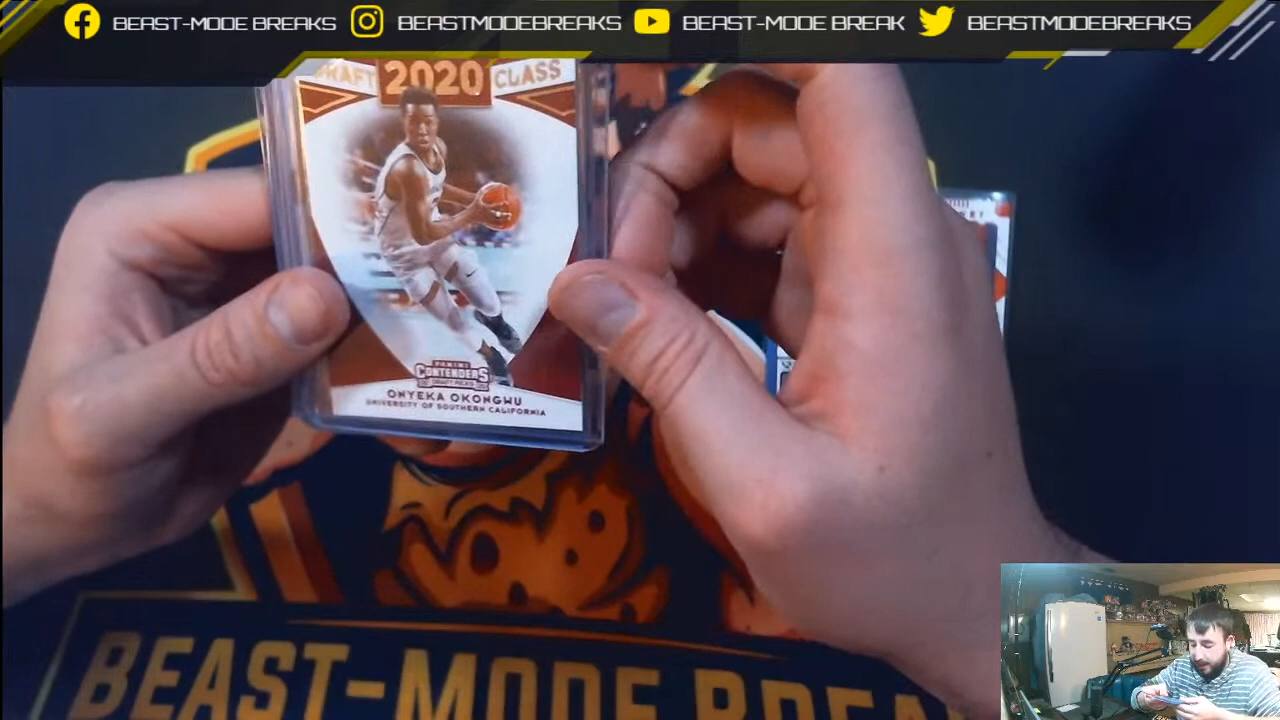 BEAST-MODE BREAKS BEASTMODEBREAKS BEAST-MODE BREAK BEASTMODEBREAKS
DRAFT 2020 CLASS
PANINI
CONTENDERS
DRAFT PICKS
ONYEKA OKONGWU
UNIVERSITY OF SOUTHERN CALIFORNIA
BEAST-MODE BREA